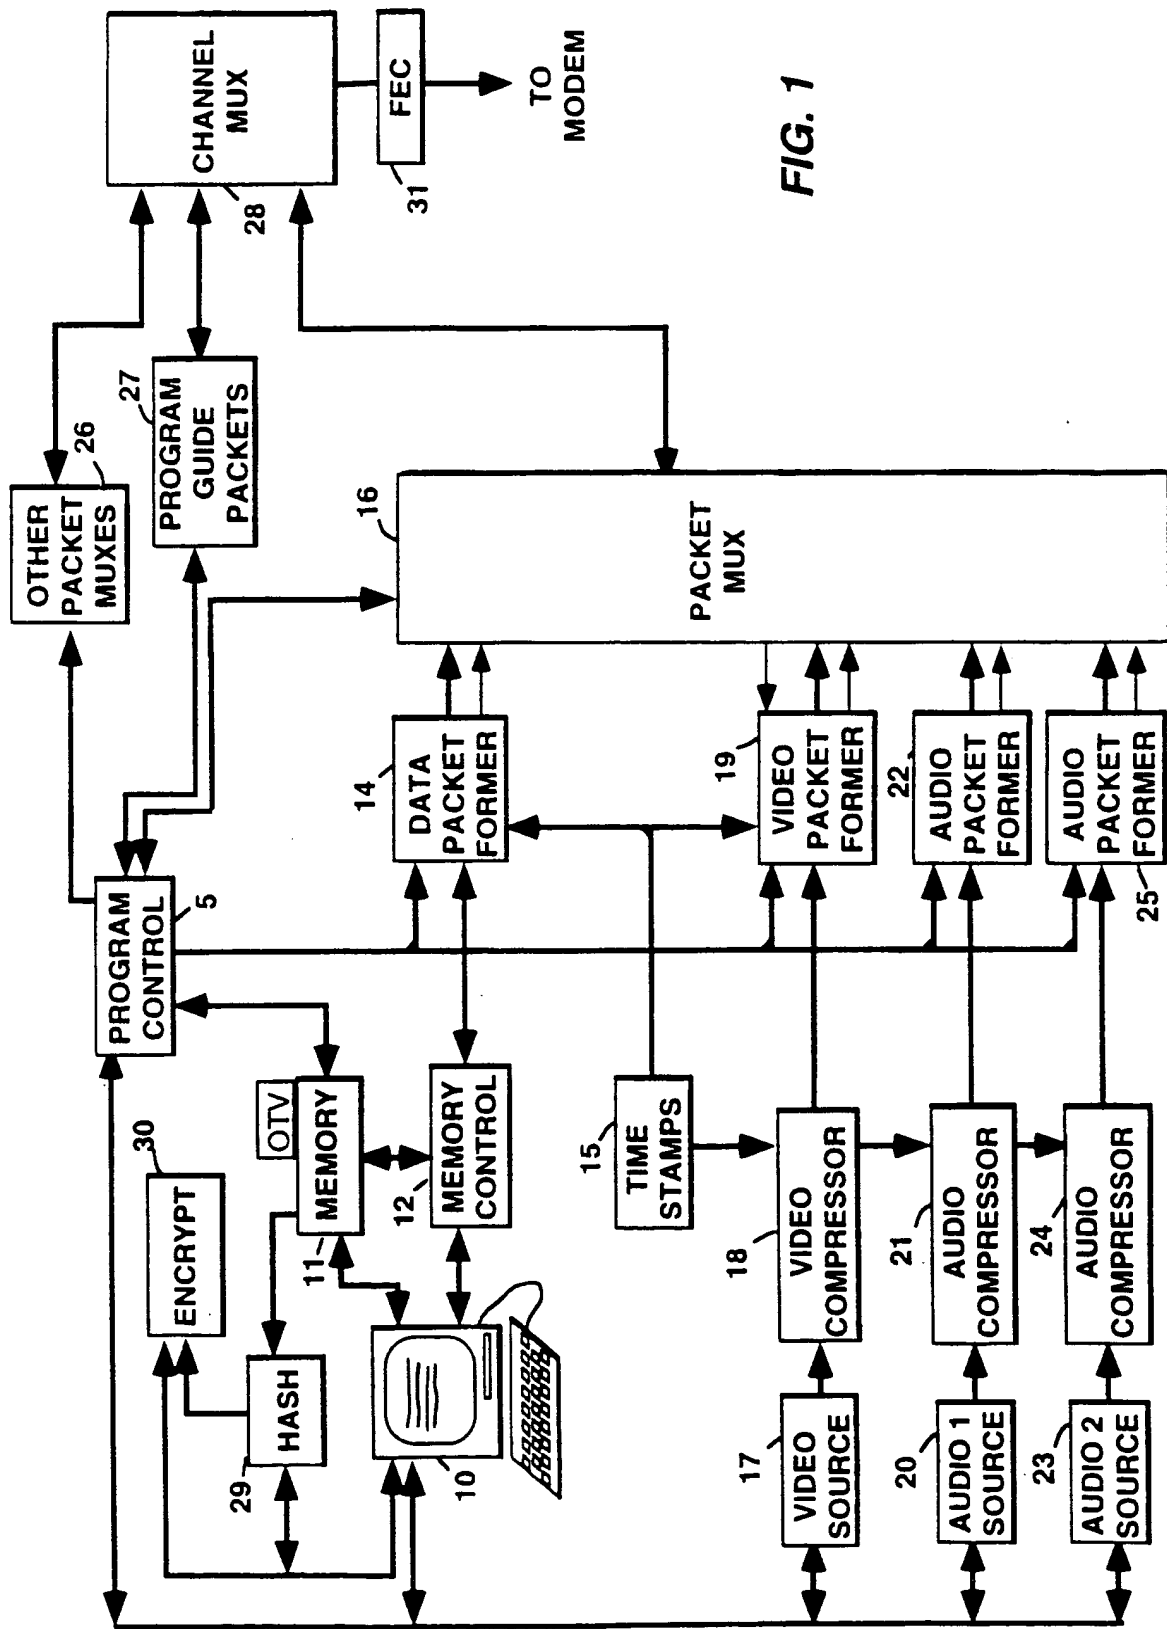 CHANNEL
MUX
28
FEC
31
TO
MODEM
FIG. 1
OTHER
PACKET
MUXES
26
PROGRAM
GUIDE
PACKETS
27
PACKET
MUX
16
PROGRAM
CONTROL
5
DATA
PACKET
FORMER
14
VIDEO
PACKET
FORMER
19
AUDIO
PACKET
FORMER
22
AUDIO
PACKET
FORMER
25
ENCRYPT
30
OTV
MEMORY
11
MEMORY
CONTROL
12
TIME
STAMPS
15
VIDEO
COMPRESSOR
18
AUDIO
COMPRESSOR
21
AUDIO
COMPRESSOR
24
HASH
29
10
VIDEO
SOURCE
17
AUDIO 1
SOURCE
20
AUDIO 2
SOURCE
23